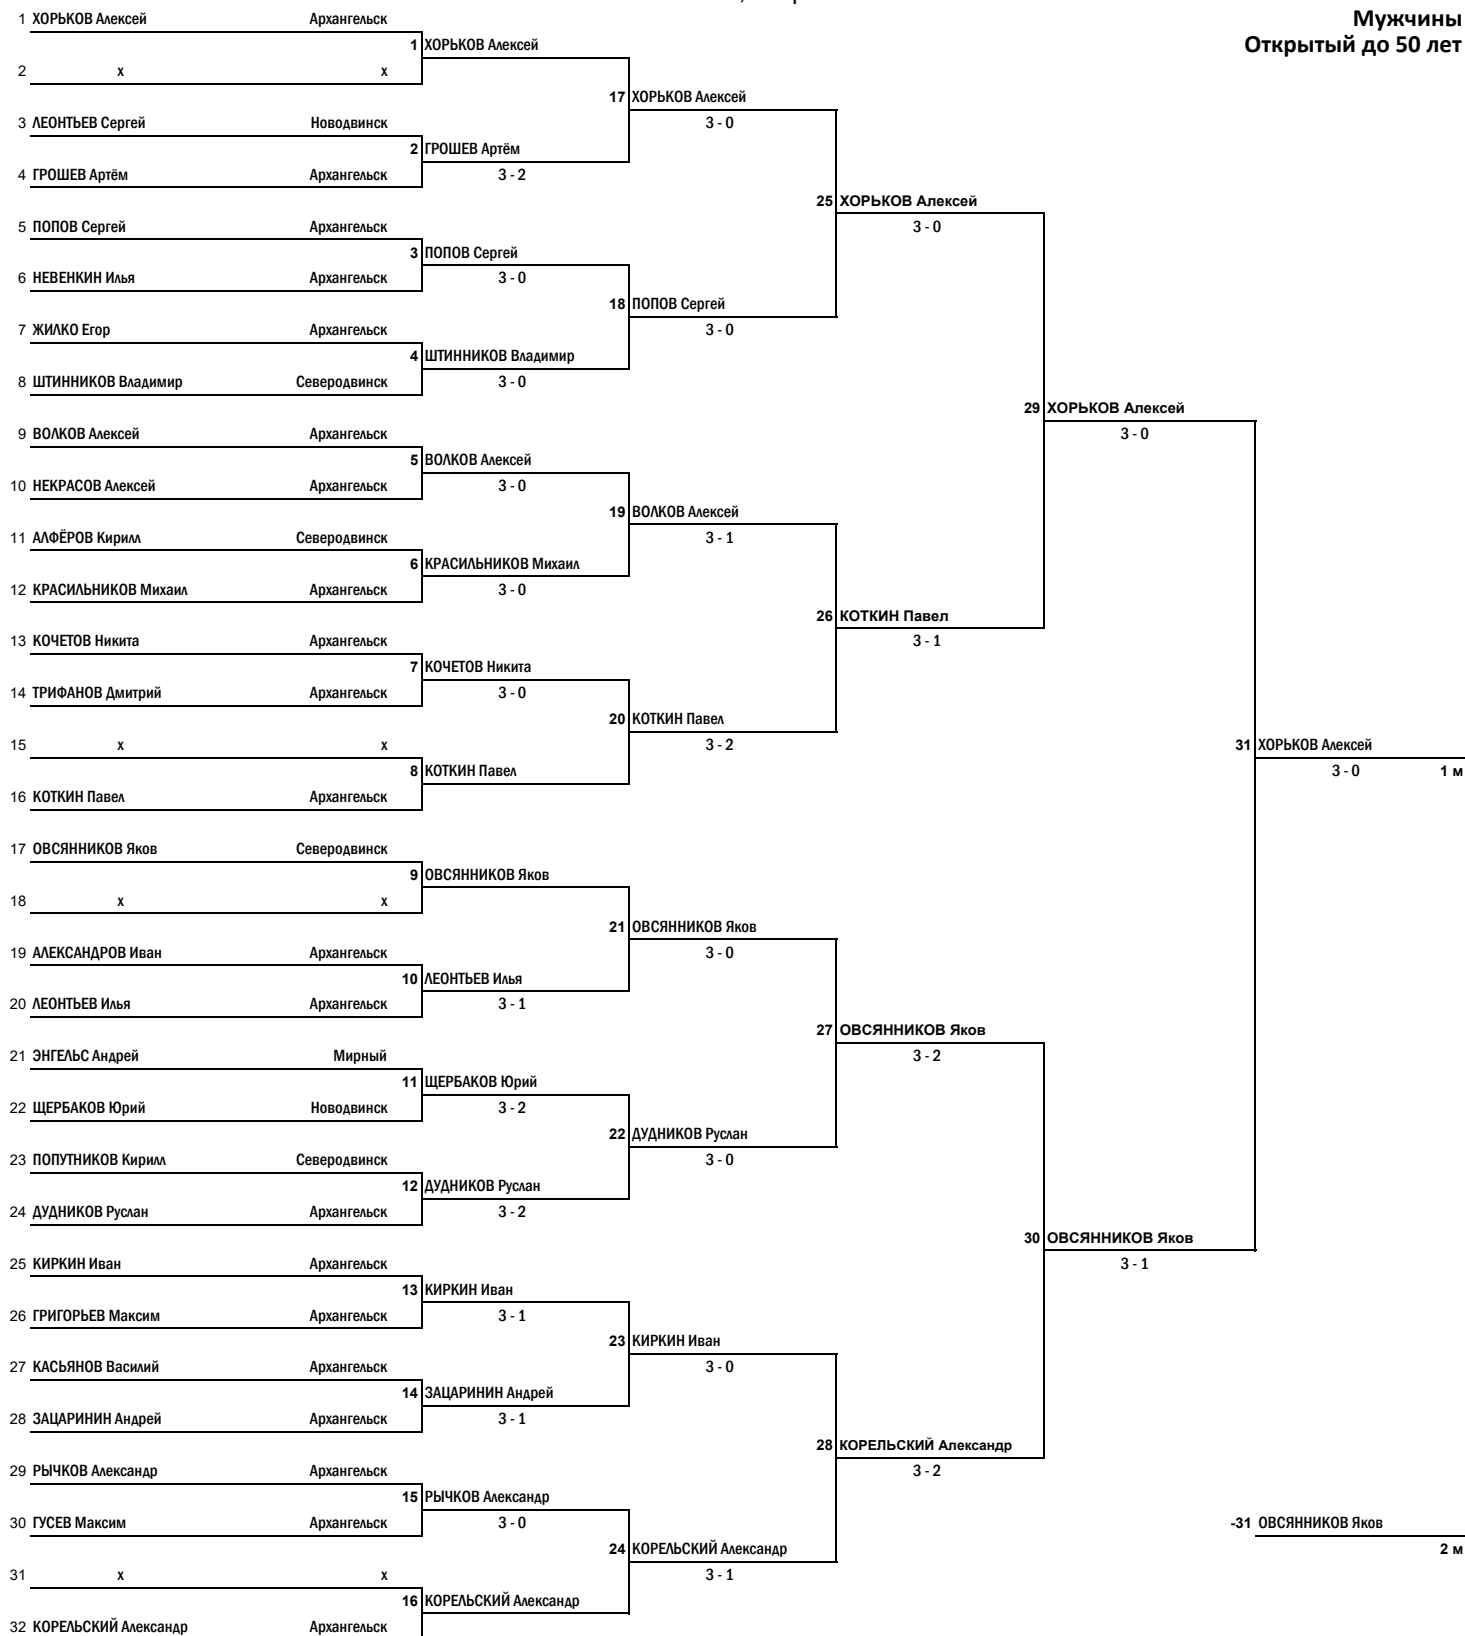 Мужчины
Открытый до 50 лет
1 ХОРЬКОВ Алексей Архангельск
1 ХОРЬКОВ Алексей
2 х х
17 ХОРЬКОВ Алексей
3 ЛЕОНТЬЕВ Сергей Новодвинск 3 - 0
2 ГРОШЕВ Артём
4 ГРОШЕВ Артём Архангельск 3 - 2
25 ХОРЬКОВ Алексей
5 ПОПОВ Сергей Архангельск 3 - 0
3 ПОПОВ Сергей
6 НЕВЕНКИН Илья Архангельск 3 - 0
18 ПОПОВ Сергей
7 ЖИЛКО Егор Архангельск 3 - 0
4 ШТИННИКОВ Владимир
8 ШТИННИКОВ Владимир Северодвинск 3 - 0
29 ХОРЬКОВ Алексей
9 ВОЛКОВ Алексей Архангельск 3 - 0
5 ВОЛКОВ Алексей
10 НЕКРАСОВ Алексей Архангельск 3 - 0
19 ВОЛКОВ Алексей
11 АЛФЁРОВ Кирилл Северодвинск 3 - 1
6 КРАСИЛЬНИКОВ Михаил
12 КРАСИЛЬНИКОВ Михаил Архангельск 3 - 0
26 КОТКИН Павел
13 КОЧЕТОВ Никита Архангельск 3 - 1
7 КОЧЕТОВ Никита
14 ТРИФАНОВ Дмитрий Архангельск 3 - 0
20 КОТКИН Павел
15 х х 3 - 2 31 ХОРЬКОВ Алексей
8 КОТКИН Павел 3 - 0 1 м
16 КОТКИН Павел Архангельск
17 ОВСЯННИКОВ Яков Северодвинск
9 ОВСЯННИКОВ Яков
18 х х
21 ОВСЯННИКОВ Яков
19 АЛЕКСАНДРОВ Иван Архангельск 3 - 0
10 ЛЕОНТЬЕВ Илья
20 ЛЕОНТЬЕВ Илья Архангельск 3 - 1
27 ОВСЯННИКОВ Яков
21 ЭНГЕЛЬС Андрей Мирный 3 - 2
11 ЩЕРБАКОВ Юрий
22 ЩЕРБАКОВ Юрий Новодвинск 3 - 2
22 ДУДНИКОВ Руслан
23 ПОПУТНИКОВ Кирилл Северодвинск 3 - 0
12 ДУДНИКОВ Руслан
24 ДУДНИКОВ Руслан Архангельск 3 - 2
30 ОВСЯННИКОВ Яков
25 КИРКИН Иван Архангельск 3 - 1
13 КИРКИН Иван
26 ГРИГОРЬЕВ Максим Архангельск 3 - 1
23 КИРКИН Иван
27 КАСЬЯНОВ Василий Архангельск 3 - 0
14 ЗАЦАРИНИН Андрей
28 ЗАЦАРИНИН Андрей Архангельск 3 - 1
28 КОРЕЛЬСКИЙ Александр
29 РЫЧКОВ Александр Архангельск 3 - 2
15 РЫЧКОВ Александр
30 ГУСЕВ Максим Архангельск 3 - 0 -31 ОВСЯННИКОВ Яков
24 КОРЕЛЬСКИЙ Александр 2 м
31 х х 3 - 1
16 КОРЕЛЬСКИЙ Александр
32 КОРЕЛЬСКИЙ Александр Архангельск